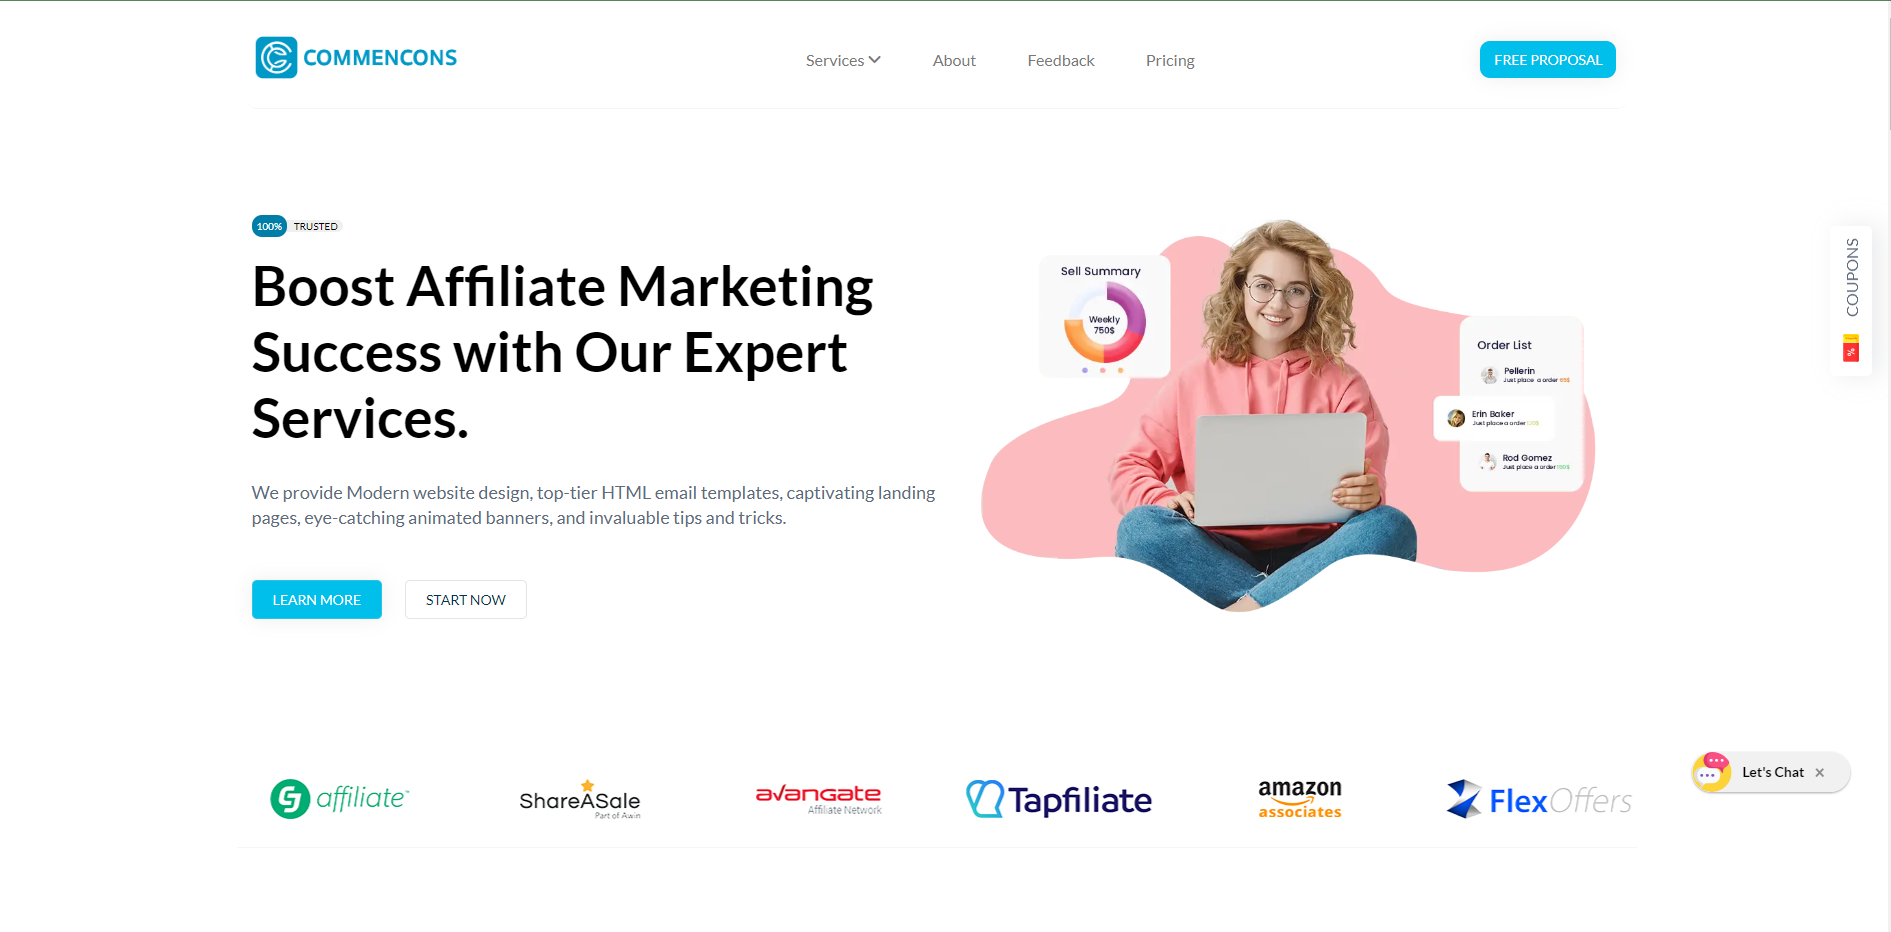 COMMENCONS
Services
About
Feedback
Pricing
FREE PROPOSAL
100% TRUSTED
Boost Affiliate Marketing
Success with Our Expert
Services.
We provide Modern website design, top-tier HTML email templates, captivating landing
pages, eye-catching animated banners, and invaluable tips and tricks.
LEARN MORE
START NOW
Sell Summary
Weekly
750$
Order List
Pellerin
Just place a order
Erin Baker
Just place a order
Rod Gomez
Just place a order
COUPONS
%
affiliate
ShareASale
Part of Awin
avangate
Affiliate Network
Tapfiliate
amazon
associates
FlexOffers
Let's Chat